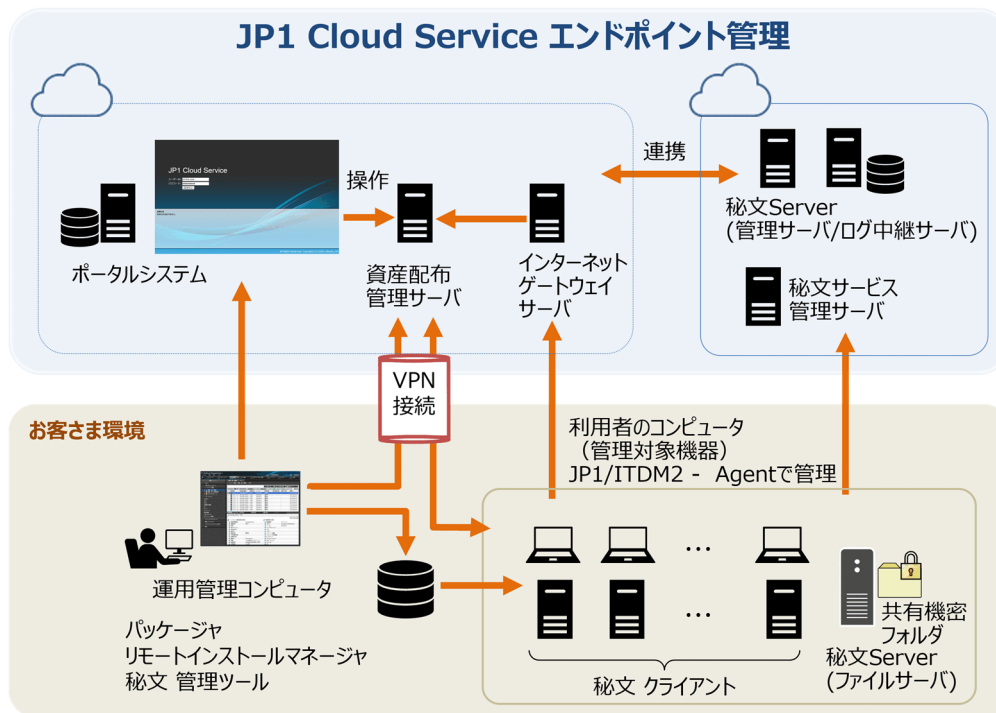 JP1 Cloud Service エンドポイント管理
JP1 Cloud Service
操作
連携
ポータルシステム
資産配布
管理サーバ
インターネット
ゲートウェイ
サーバ
秘文Server
(管理サーバ/ログ中継サーバ)
秘文サービス
管理サーバ
VPN
接続
お客さま環境
利用者のコンピュータ
（管理対象機器）
JP1/ITDM2 - Agentで管理
運用管理コンピュータ
パッケージャ
リモートインストールマネージャ
秘文 管理ツール
…
…
秘文 クライアント
共有機密
フォルダ
秘文Server
(ファイルサーバ)